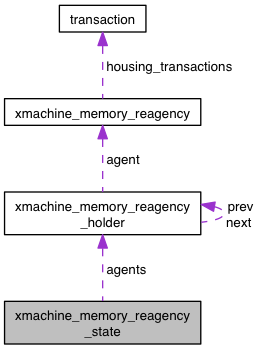 transaction
housing_transactions
xmachine_memory_reagency
agent
xmachine_memory_reagency
_holder
prev
next
agents
xmachine_memory_reagency
_state